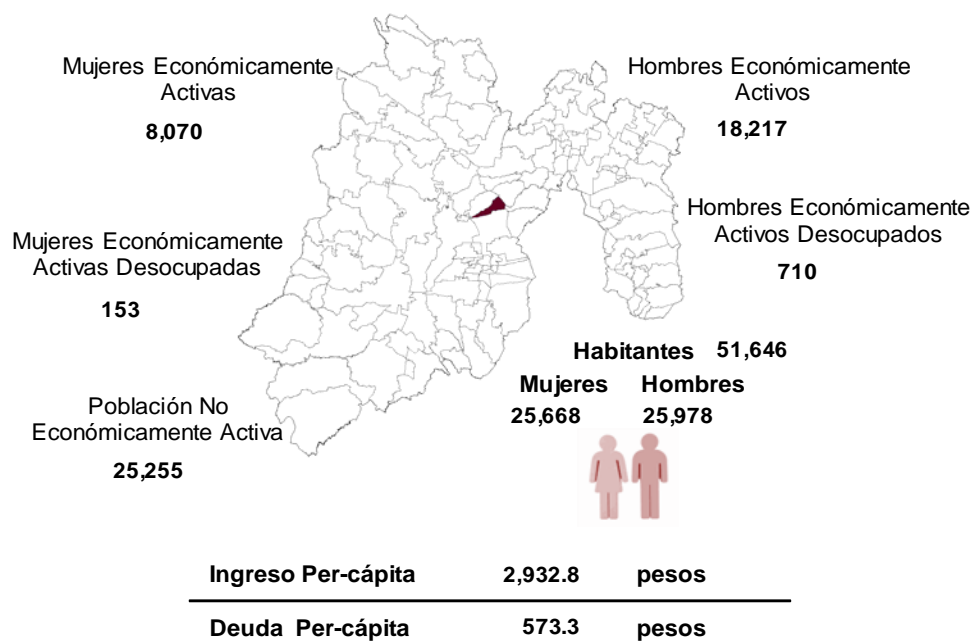 Mujeres Económicamente
Activas
8,070
Hombres Económicamente
Activos
18,217
Mujeres Económicamente
Activas Desocupadas
153
Hombres Económicamente
Activos Desocupados
710
Habitantes 51,646
Mujeres Hombres
25,668 25,978
Población No
Económicamente Activa
25,255
Ingreso Per-cápita 2,932.8 pesos
Deuda Per-cápita 573.3 pesos